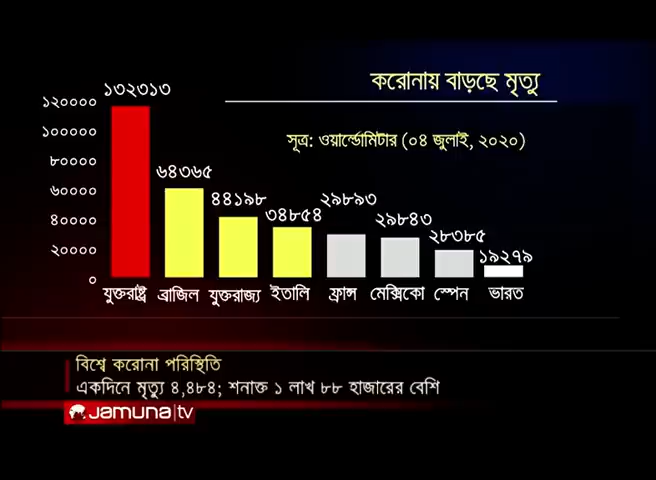 করোনায় বাড়ছে মৃত্যু
সূত্র: ওয়ার্ল্ডোমিটার (০৪ জুলাই, ২০২০)
১২০০০০
১০০০০০
৮০০০০
৬০০০০
৪০০০০
২০০০০
০
১৩২৩১৩
৬৪৩৬৫
৪৪১৯৮
৩৪৮৫৪
২৯৮৯৩
২৯৮৪৩
২৮৩৮৫
১৯২৭৯
যুক্তরাষ্ট্র ব্রাজিল যুক্তরাজ্য ইতালি ফ্রান্স মেক্সিকো স্পেন ভারত
বিশ্বে করোনা পরিস্থিতি
একদিনে মৃত্যু ৪,৪৮৪; শনাক্ত ১ লাখ ৮৮ হাজারের বেশি
Jamuna tv